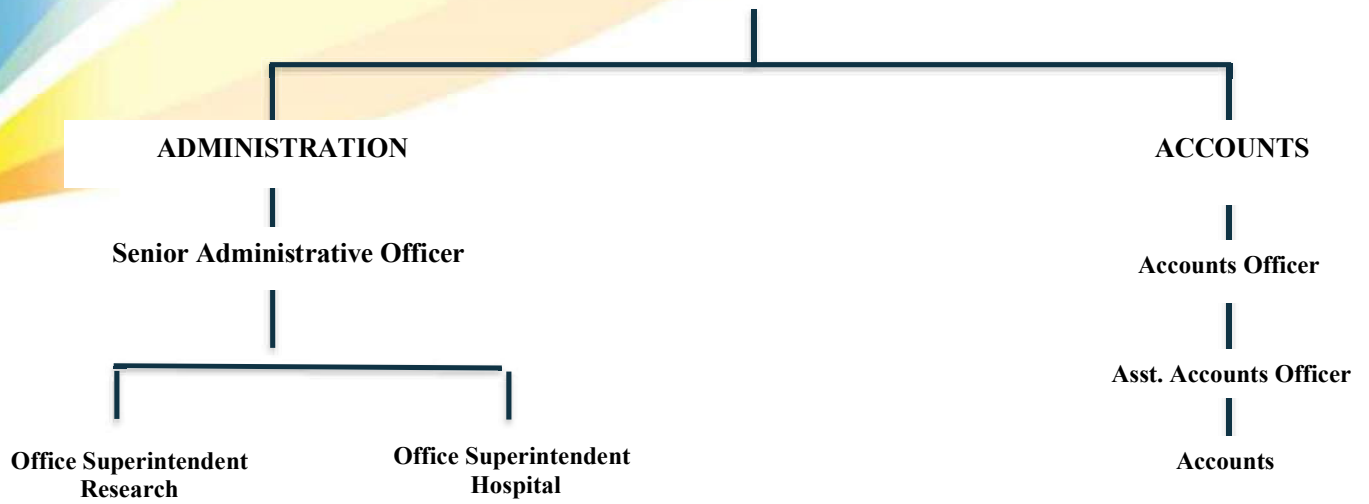 ADMINISTRATION
ACCOUNTS
Senior Administrative Officer
Accounts Officer
Asst. Accounts Officer
Office Superintendent
Research
Office Superintendent
Hospital
Accounts